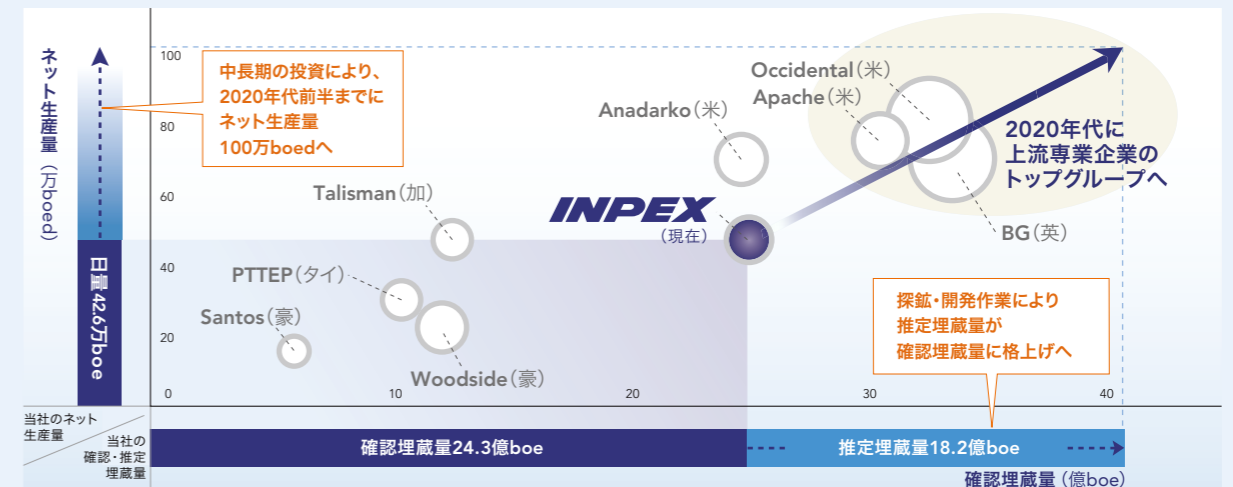 ネット生産量（万boed）
日量42.6万boe
100
80
60
40
20
0
10
20
30
40
中長期の投資により、
2020年代前半までに
ネット生産量
100万boedへ
Occidental（米）
Apache（米）
Anadarko（米）
2020年代に
上流専業企業の
トップグループへ
Talisman（加）
INPEX
（現在）
BG（英）
PTTEP（タイ）
Santos（豪）
Woodside（豪）
探鉱・開発作業により
推定埋蔵量が
確認埋蔵量に格上げへ
当社のネット
生産量
当社の
確認・推定
埋蔵量
確認埋蔵量24.3億boe
推定埋蔵量18.2億boe
確認埋蔵量（億boe）